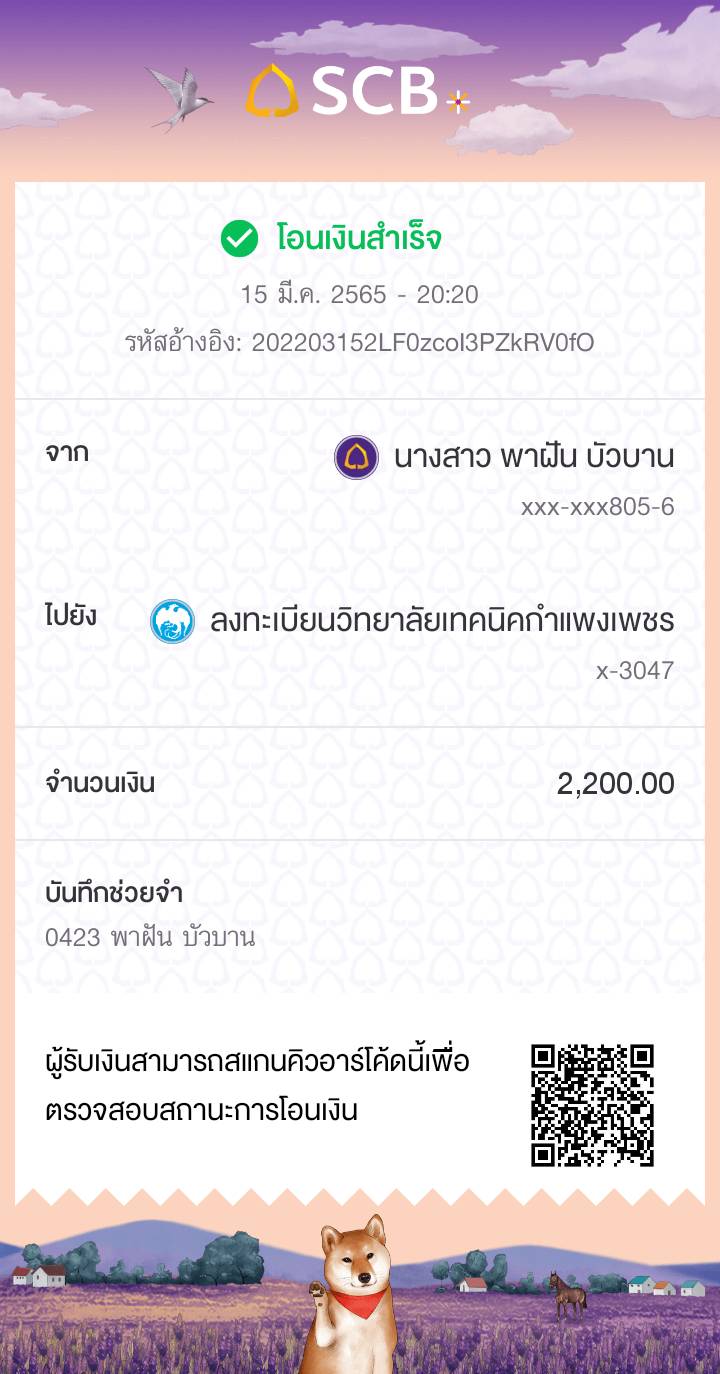 SCB
โอนเงินสำเร็จ
15 มี.ค. 2565 - 20:20
รหัสอ้างอิง: 202203152LF0zcol3PZkRV0fO
จาก
นางสาว พาฝัน บัวบาน
xxx-xxx805-6
ไปยัง
ลงทะเบียนวิทยาลัยเทคนิคกำแพงเพชร
x-3047
จำนวนเงิน
2,200.00
บันทึกช่วยจำ
0423 พาฝัน บัวบาน
ผู้รับเงินสามารถสแกนคิวอาร์โค้ดนี้เพื่อ
ตรวจสอบสถานะการโอนเงิน